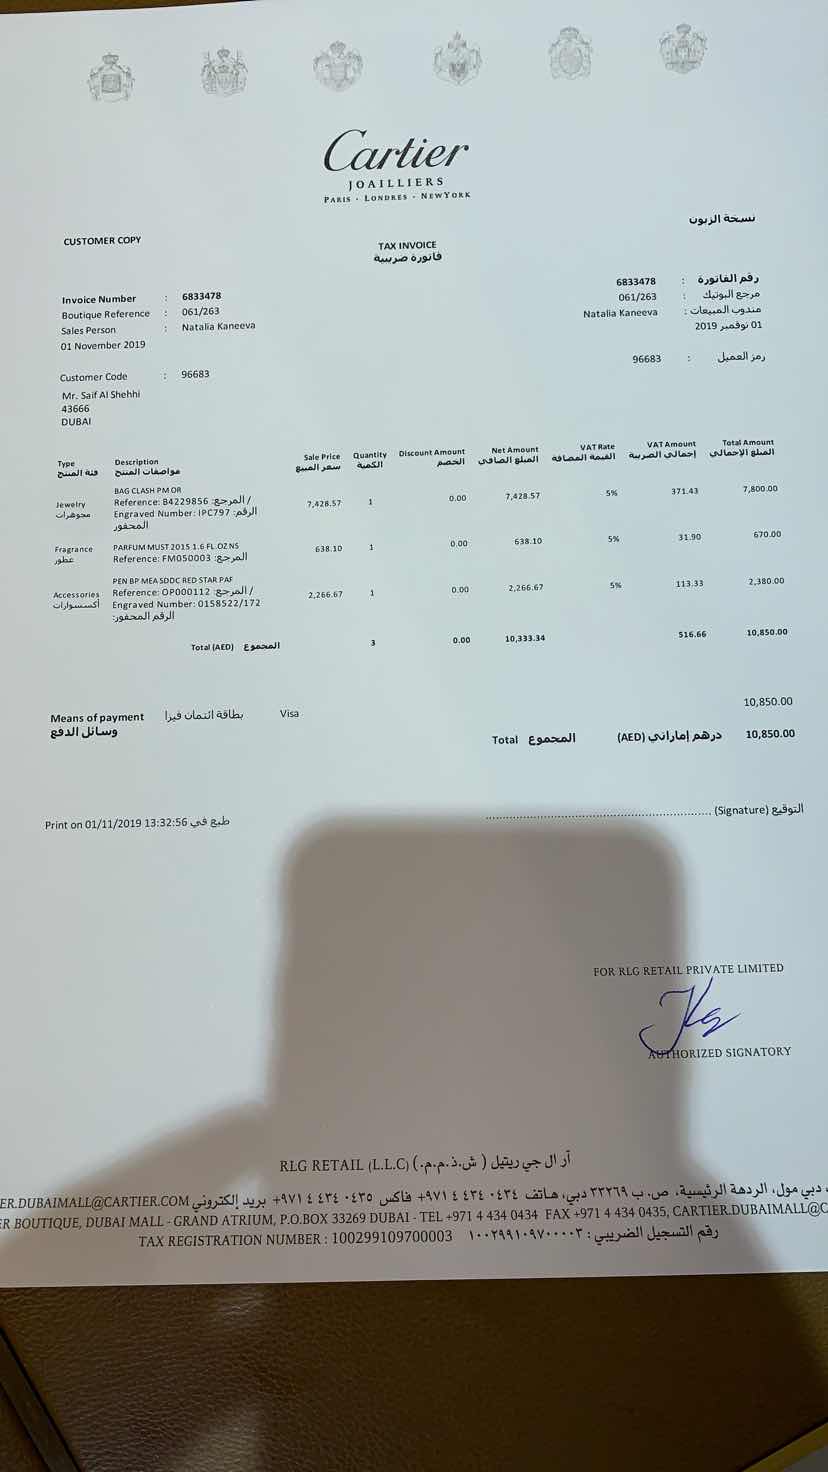 Cartier
JOAILLIERS
PARIS - LONDRES - NEWYORK
نسخة الزبون
CUSTOMER COPY
TAX INVOICE
فاتورة ضريبية
Invoice Number : 6833478
6833478 : رقم الفاتورة
Boutique Reference : 061/263
061/263 : مرجع البوتيك
Sales Person : Natalia Kaneeva
Natalia Kaneeva : مندوب المبيعات
01 November 2019
01 نوفمبر 2019
Customer Code : 96683
96683 : رمز العميل
Mr. Saif Al Shehhi
43666
DUBAI
Type Description Sale Price Quantity Discount Amount Net Amount VAT Rate VAT Amount Total Amount
فئة المنتج مواصفات المنتج سعر المبيع الكمية الخصم المبلغ الصافي القيمة المضافة إجمالي الضريبة المبلغ الإجمالي
BAG CLASH PM OR
Jewelry Reference: B4229856 :المرجع / 7,428.57 1 0.00 7,428.57 5% 371.43 7,800.00
مجوهرات Engraved Number: IPC797 :الرقم
المحفور
Fragrance PARFUM MUST 2015 1.6 FL.OZ NS 638.10 1 0.00 638.10 5% 31.90 670.00
عطور Reference: FM050003 :المرجع
PEN BP MEA SDDC RED STAR PAF
Accessories Reference: OP000112 :المرجع / 2,266.67 1 0.00 2,266.67 5% 113.33 2,380.00
أكسسوارات Engraved Number: 0158522/172
الرقم المحفور:
Total (AED) المجموع 3 0.00 10,333.34 516.66 10,850.00
10,850.00
Means of payment بطاقة ائتمان فيزا Visa
وسائل الدفع
Total المجموع درهم إماراتي (AED) 10,850.00
Print on 01/11/2019 13:32:56 طبع في
(Signature) التوقيع
FOR RLG RETAIL PRIVATE LIMITED
AUTHORIZED SIGNATORY
RLG RETAIL (L.L.C) آر ال جي ريتيل ( ش.ذ.م.م.)
دبي مول، الردهة الرئيسية، ص. ب ٣٣٢٦٩ دبي، هاتف ٠٤٣٤ ٤٣٤ ٤ ٩٧١+ فاكس ٠٤٣٥ ٤٣٤ ٤ ٩٧١+ بريد إلكتروني ER.DUBAIMALL@CARTIER.COM
ER BOUTIQUE, DUBAI MALL - GRAND ATRIUM, P.O.BOX 33269 DUBAI - TEL +971 4 434 0434 FAX +971 4 434 0435, CARTIER.DUBAIMALL@C
TAX REGISTRATION NUMBER : 100299109700003 رقم التسجيل الضريبي : ١٠٠٢٩٩١٠٩٧٠٠٠٠٣